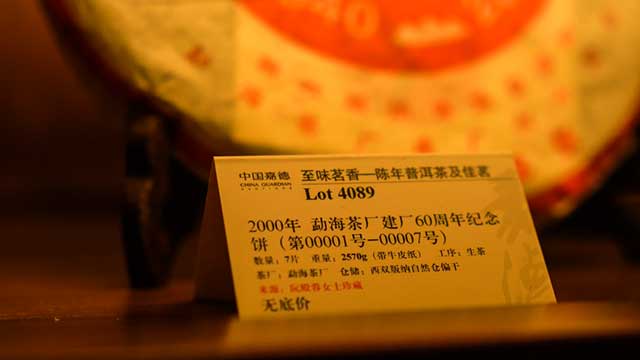 中国嘉德
CHINA GUARDIAN
至味茗香—陈年普洱茶及佳茗
Lot 4089
2000年 勐海茶厂建厂60周年纪念
饼（第00001号-00007号）
数量：7片 重量：2570g（带牛皮纸） 工序：生茶
茶厂：勐海茶厂 仓储：西双版纳自然仓偏干
来源：阮殿蓉女士珍藏
无底价